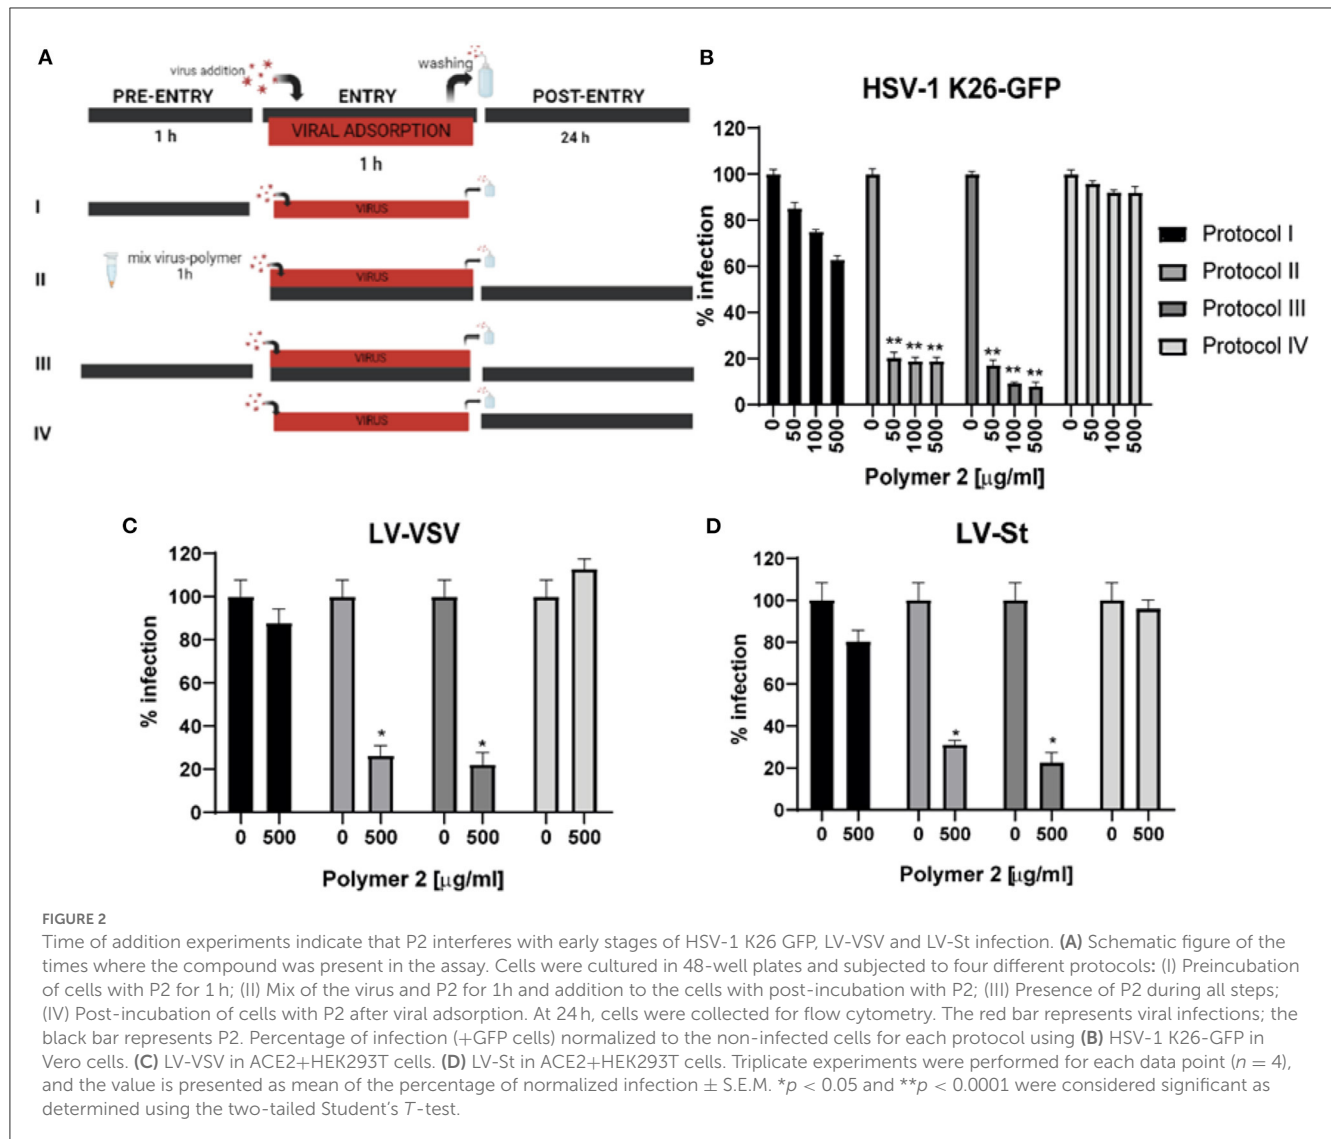 A
virus addition
washing
PRE-ENTRY
ENTRY
POST-ENTRY
VIRAL ADSORPTION
1 h
1 h
24 h
I
VIRUS
mix virus-polymer
1h
II
VIRUS
III
VIRUS
IV
VIRUS
B
HSV-1 K26-GFP
% infection
120
100
80
60
40
20
0
** ** **
** ** **
0 50 100 500 0 50 100 500 0 50 100 500 0 50 100 500
Polymer 2 [µg/ml]
Protocol I
Protocol II
Protocol III
Protocol IV
C
LV-VSV
% infection
120
100
80
60
40
20
0
* *
0 500 0 500 0 500 0 500
Polymer 2 [µg/ml]
D
LV-St
% infection
120
100
80
60
40
20
0
* *
0 500 0 500 0 500 0 500
Polymer 2 [µg/ml]
FIGURE 2
Time of addition experiments indicate that P2 interferes with early stages of HSV-1 K26 GFP, LV-VSV and LV-St infection. (A) Schematic figure of the
times where the compound was present in the assay. Cells were cultured in 48-well plates and subjected to four different protocols: (I) Preincubation
of cells with P2 for 1 h; (II) Mix of the virus and P2 for 1h and addition to the cells with post-incubation with P2; (III) Presence of P2 during all steps;
(IV) Post-incubation of cells with P2 after viral adsorption. At 24 h, cells were collected for flow cytometry. The red bar represents viral infections; the
black bar represents P2. Percentage of infection (+GFP cells) normalized to the non-infected cells for each protocol using (B) HSV-1 K26-GFP in
Vero cells. (C) LV-VSV in ACE2+HEK293T cells. (D) LV-St in ACE2+HEK293T cells. Triplicate experiments were performed for each data point (n = 4),
and the value is presented as mean of the percentage of normalized infection ± S.E.M. *p < 0.05 and **p < 0.0001 were considered significant as
determined using the two-tailed Student's T-test.